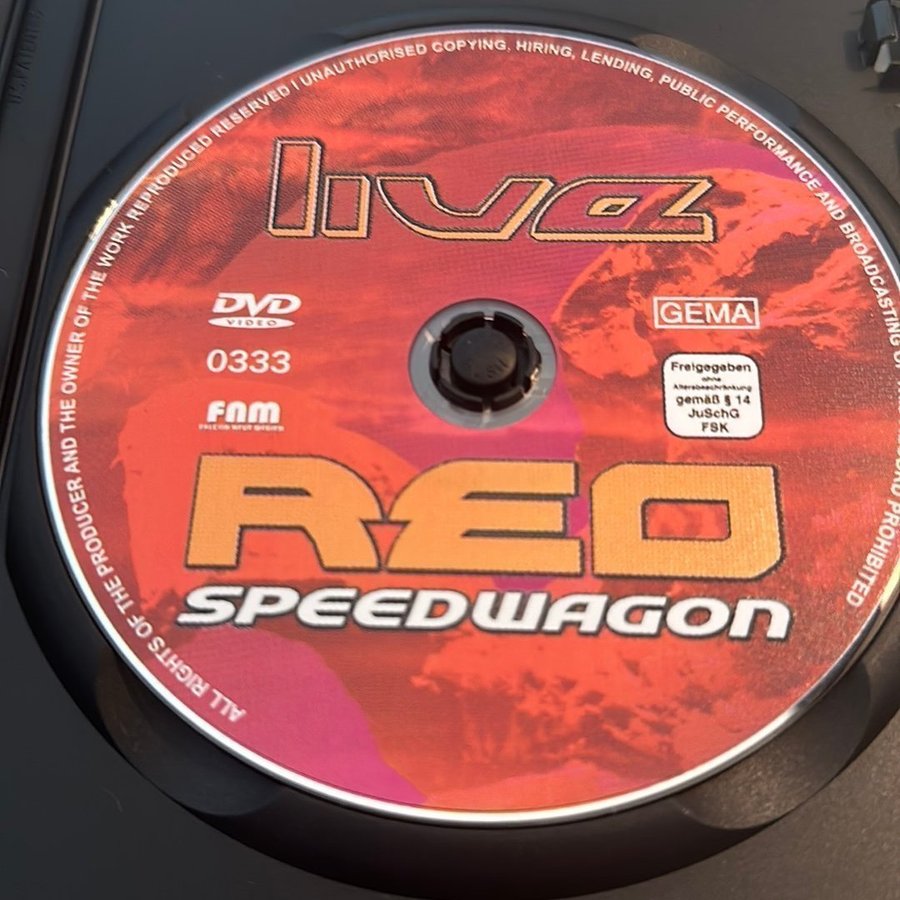 ALL RIGHTS OF THE PRODUCER AND THE OWNER OF THE WORK REPRODUCED RESERVED! UNAUTHORISED COPYING, HIRING, LENDING, PUBLIC PERFORMANCE AND BROADCASTING OF PROHIBITED
live
DVD
VIDEO
0333
FNM
GEMA
Freigegeben
ohne
Altersbeschränkung
gemäß § 14
JuSchG
FSK
REO
SPEEDWAGON